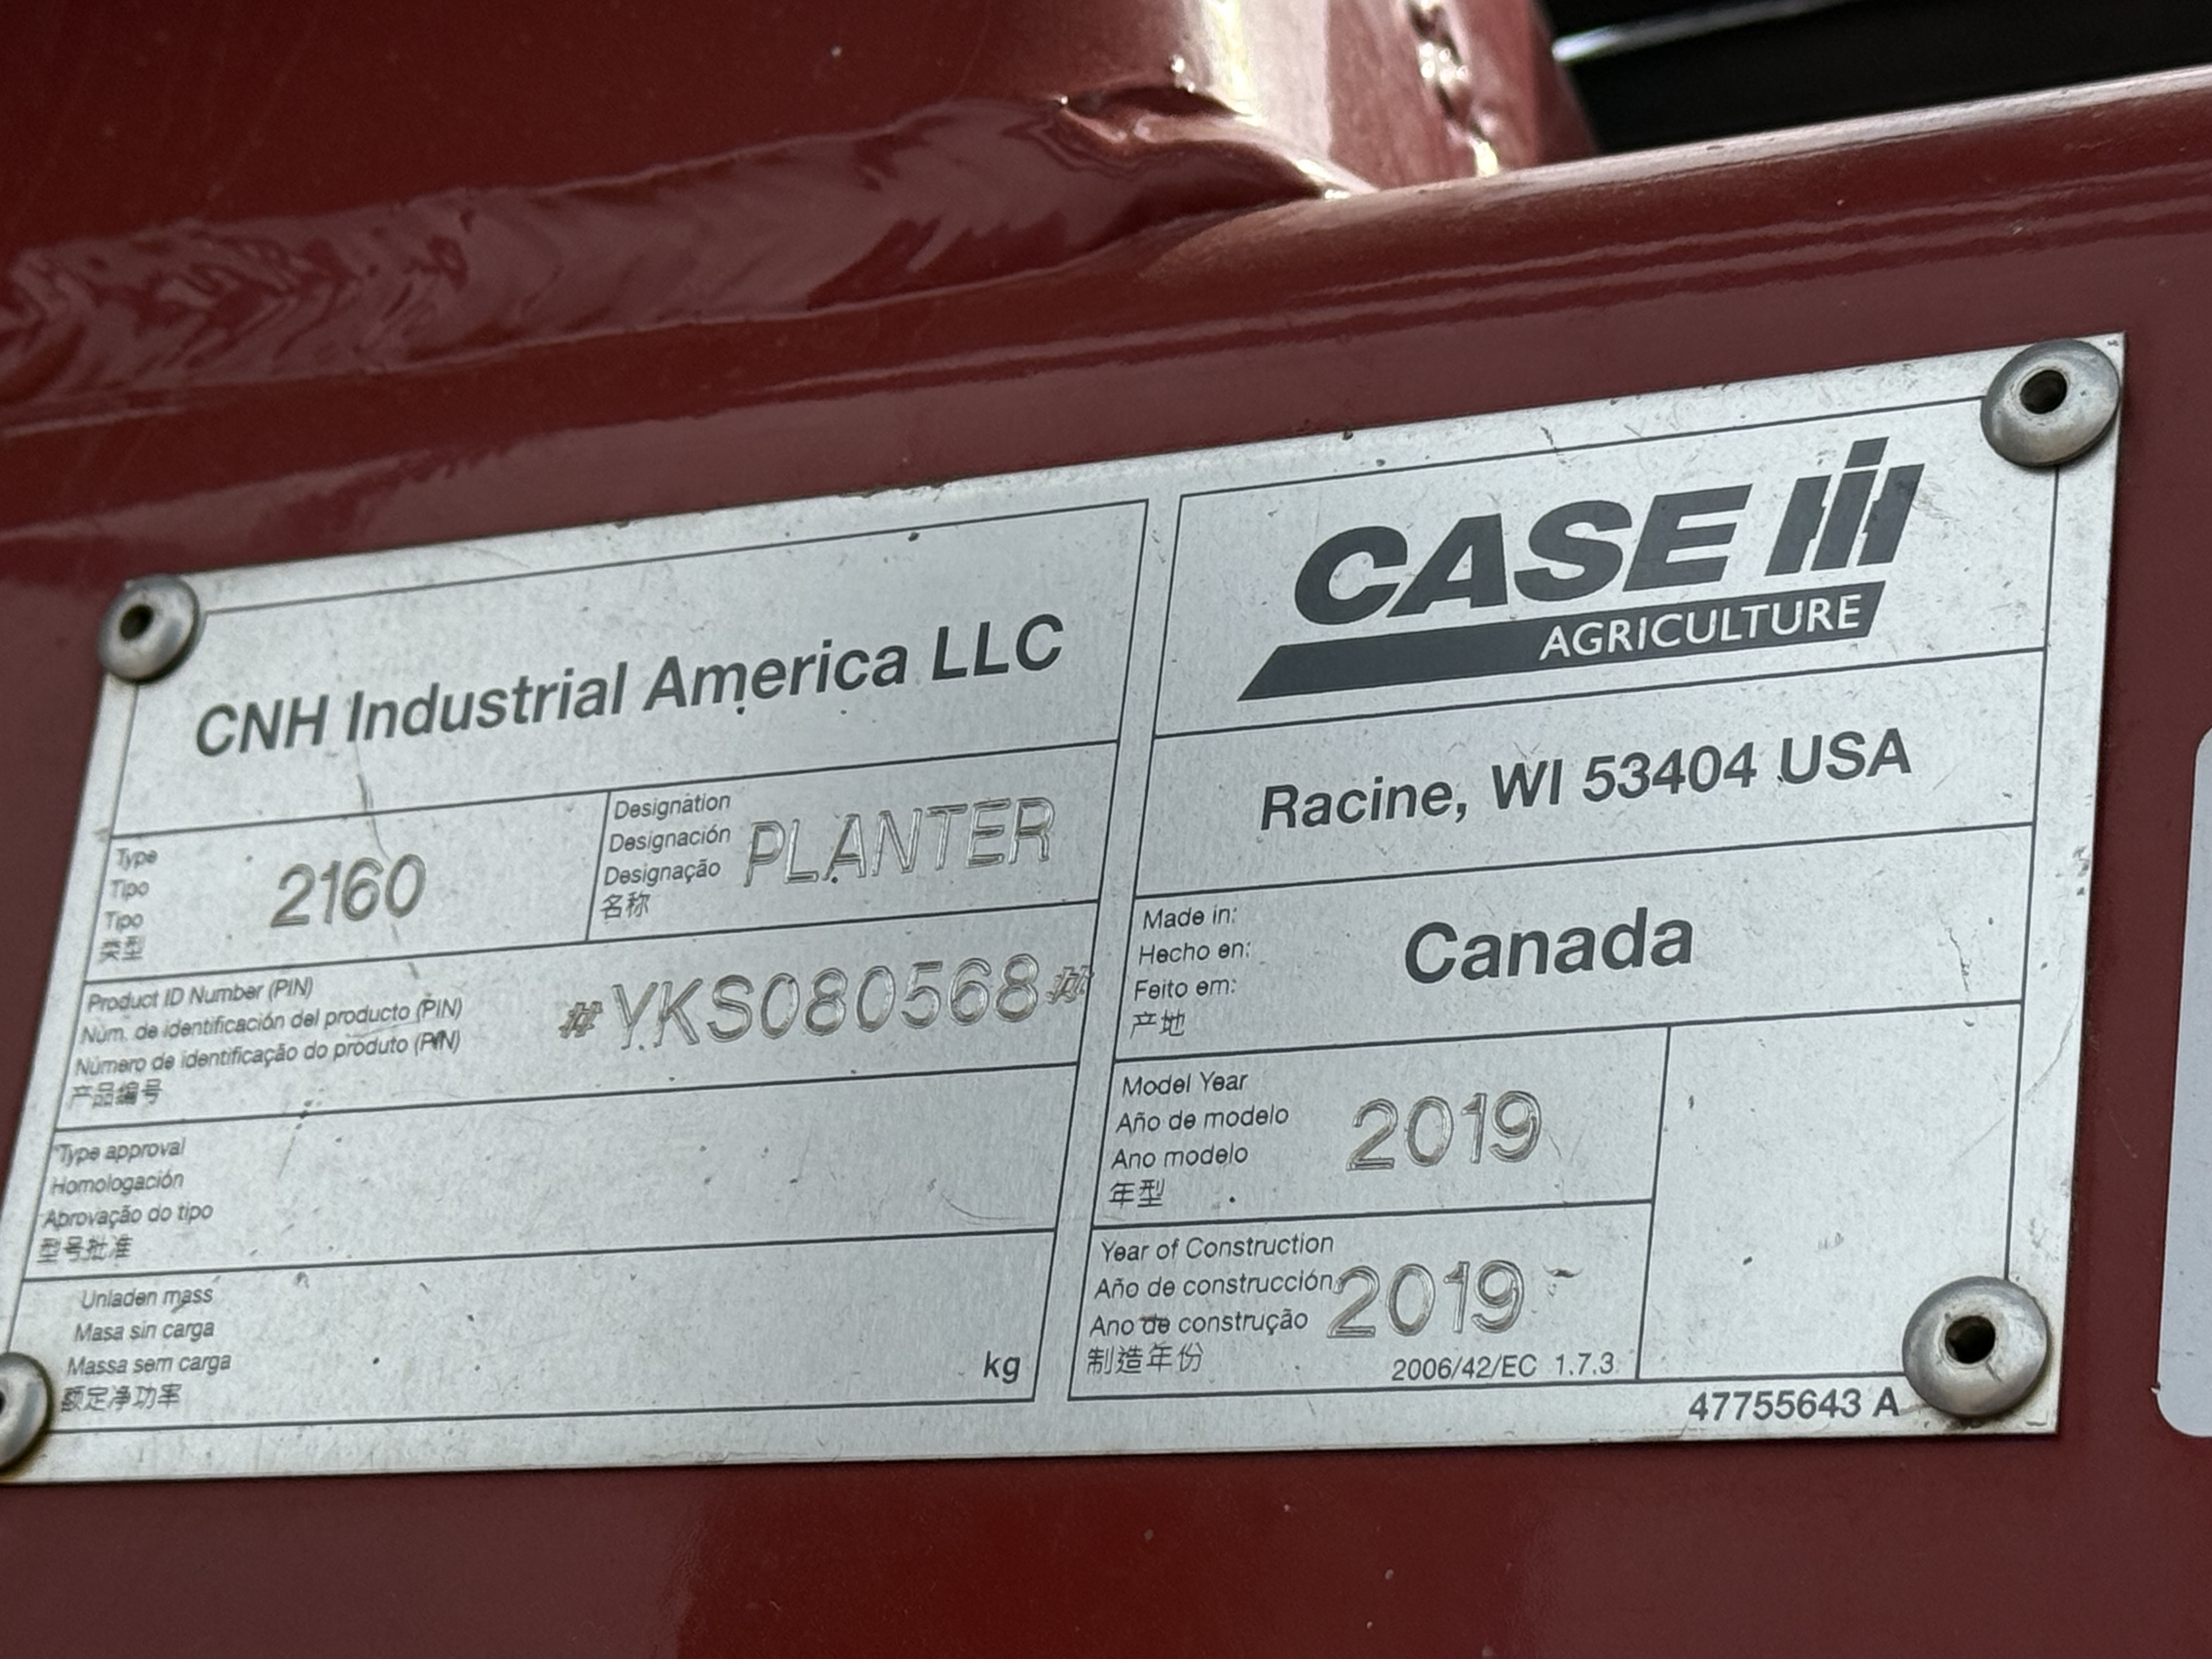 CNH Industrial America LLC
Type
Tipo
Tipo
类型
2160
Designation
Designación
Designação
名称
PLANTER
Product ID Number (PIN)
Núm. de identificación del producto (PIN)
Número de identificação do produto (PIN)
产品编号
#YKS080568#
Type approval
Homologación
Aprovação do tipo
型号批准
Unladen mass
Masa sin carga
Massa sem carga
额定净功率
kg
CASE IH
AGRICULTURE
Racine, WI 53404 USA
Made in:
Hecho en:
Feito em:
产地
Canada
Model Year
Año de modelo
Ano modelo
年型
2019
Year of Construction
Año de construcción
Ano de construção
制造年份
2019
2006/42/EC 1.7.3.
47755643 A